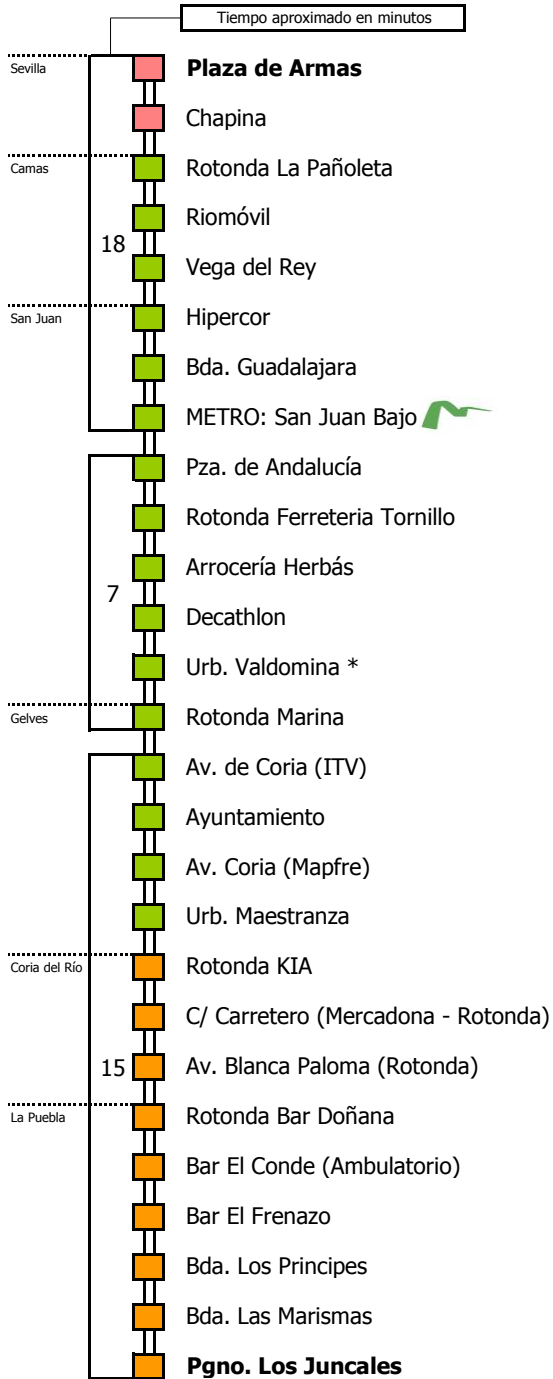 Tiempo aproximado en minutos
Sevilla
Plaza de Armas
Chapina
Camas
Rotonda La Pañoleta
Riomóvil
18
Vega del Rey
San Juan
Hipercor
Bda. Guadalajara
METRO: San Juan Bajo
Pza. de Andalucía
Rotonda Ferreteria Tornillo
Arrocería Herbás
7
Decathlon
Urb. Valdomina *
Gelves
Rotonda Marina
Av. de Coria (ITV)
Ayuntamiento
Av. Coria (Mapfre)
Urb. Maestranza
Coria del Río
Rotonda KIA
C/ Carretero (Mercadona - Rotonda)
15
Av. Blanca Paloma (Rotonda)
La Puebla
Rotonda Bar Doñana
Bar El Conde (Ambulatorio)
Bar El Frenazo
Bda. Los Principes
Bda. Las Marismas
Pgno. Los Juncales